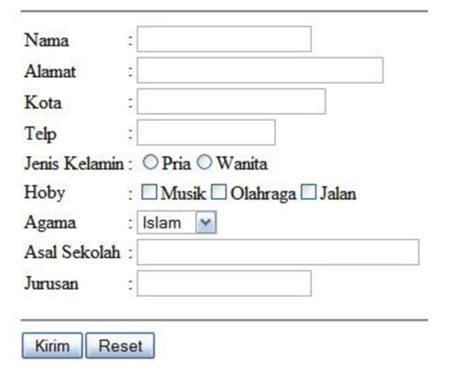 Nama :
Alamat :
Kota :
Telp :
Jenis Kelamin : Pria Wanita
Hoby : Musik Olahraga Jalan
Agama : Islam
Asal Sekolah :
Jurusan :
Kirim Reset